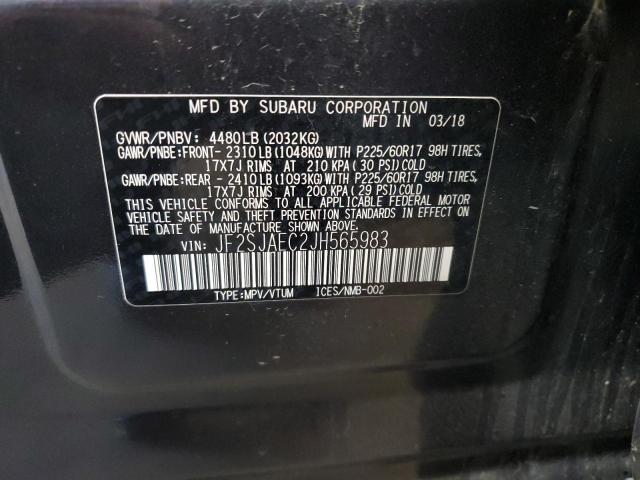 MFD BY SUBARU CORPORATION
MFD IN 03/18
GVWR/PNBV: 4480LB(2032KG)
GAWR/PNBE:FRONT-2310LB(1048KG)WITH P225/60R17 98H TIRES,
17X7J RIMS AT 210 KPA(30 PSI)COLD
GAWR/PNBE:REAR -2410LB(1093KG)WITH P225/60R17 98H TIRES,
17X7J RIMS AT 200 KPA(29 PSI)COLD
THIS VEHICLE CONFORMS TO ALL APPLICABLE FEDERAL MOTOR
VEHICLE SAFETY AND THEFT PREVENTION STANDARDS IN EFFECT ON
THE DATE OF MANUFACTURE SHOWN ABOVE.
VIN: JF2SJAEC2JH565983
TYPE:MPV/VTUM ICES/NMB-002